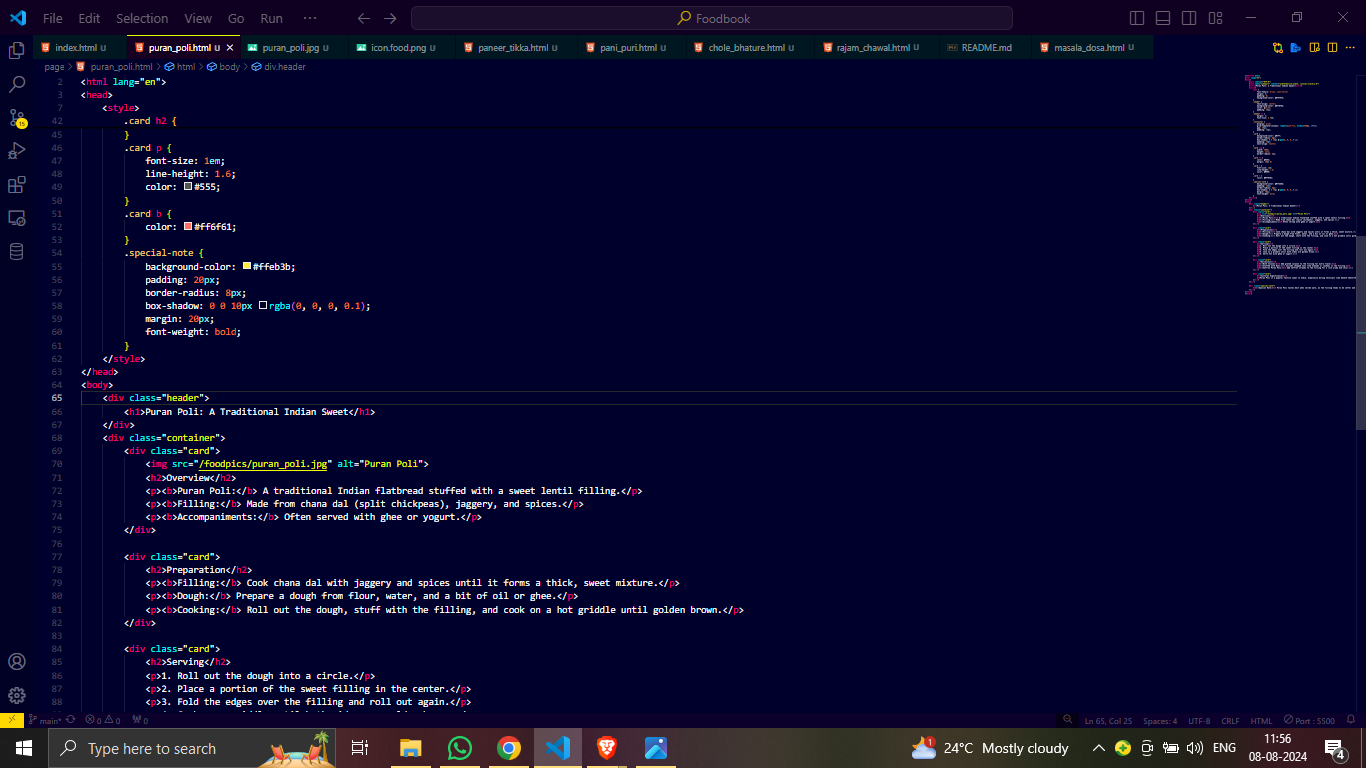 File Edit Selection View Go Run ··· Foodbook
index.html U puran_poli.html U puran_poli.jpg U icon.food.png U paneer_tikka.html U pani_puri.html U chole_bhature.html U rajam_chawal.html U README.md masala_dosa.html U
page > puran_poli.html > html > body > div.header
2 <html lang="en">
3 <head>
7 <style>
42 .card h2 {
45 }
46 .card p {
47 font-size: 1em;
48 line-height: 1.6;
49 color: #555;
50 }
51 .card b {
52 color: #ff6f61;
53 }
54 .special-note {
55 background-color: #ffeb3b;
56 padding: 20px;
57 border-radius: 8px;
58 box-shadow: 0 0 10px rgba(0, 0, 0, 0.1);
59 margin: 20px;
60 font-weight: bold;
61 }
62 </style>
63 </head>
64 <body>
65 <div class="header">
66 <h1>Puran Poli: A Traditional Indian Sweet</h1>
67 </div>
68 <div class="container">
69 <div class="card">
70 <img src="/foodpics/puran_poli.jpg" alt="Puran Poli">
71 <h2>Overview</h2>
72 <p><b>Puran Poli:</b> A traditional Indian flatbread stuffed with a sweet lentil filling.</p>
73 <p><b>Filling:</b> Made from chana dal (split chickpeas), jaggery, and spices.</p>
74 <p><b>Accompaniments:</b> Often served with ghee or yogurt.</p>
75 </div>
76
77 <div class="card">
78 <h2>Preparation</h2>
79 <p><b>Filling:</b> Cook chana dal with jaggery and spices until it forms a thick, sweet mixture.</p>
80 <p><b>Dough:</b> Prepare a dough from flour, water, and a bit of oil or ghee.</p>
81 <p><b>Cooking:</b> Roll out the dough, stuff with the filling, and cook on a hot griddle until golden brown.</p>
82 </div>
83
84 <div class="card">
85 <h2>Serving</h2>
86 <p>1. Roll out the dough into a circle.</p>
87 <p>2. Place a portion of the sweet filling in the center.</p>
88 <p>3. Fold the edges over the filling and roll out again.</p>
15
main* 0 0 0 Ln 65, Col 25 Spaces: 4 UTF-8 CRLF HTML Port : 5500
Type here to search 1 24°C Mostly cloudy ENG 11:56
08-08-2024 4